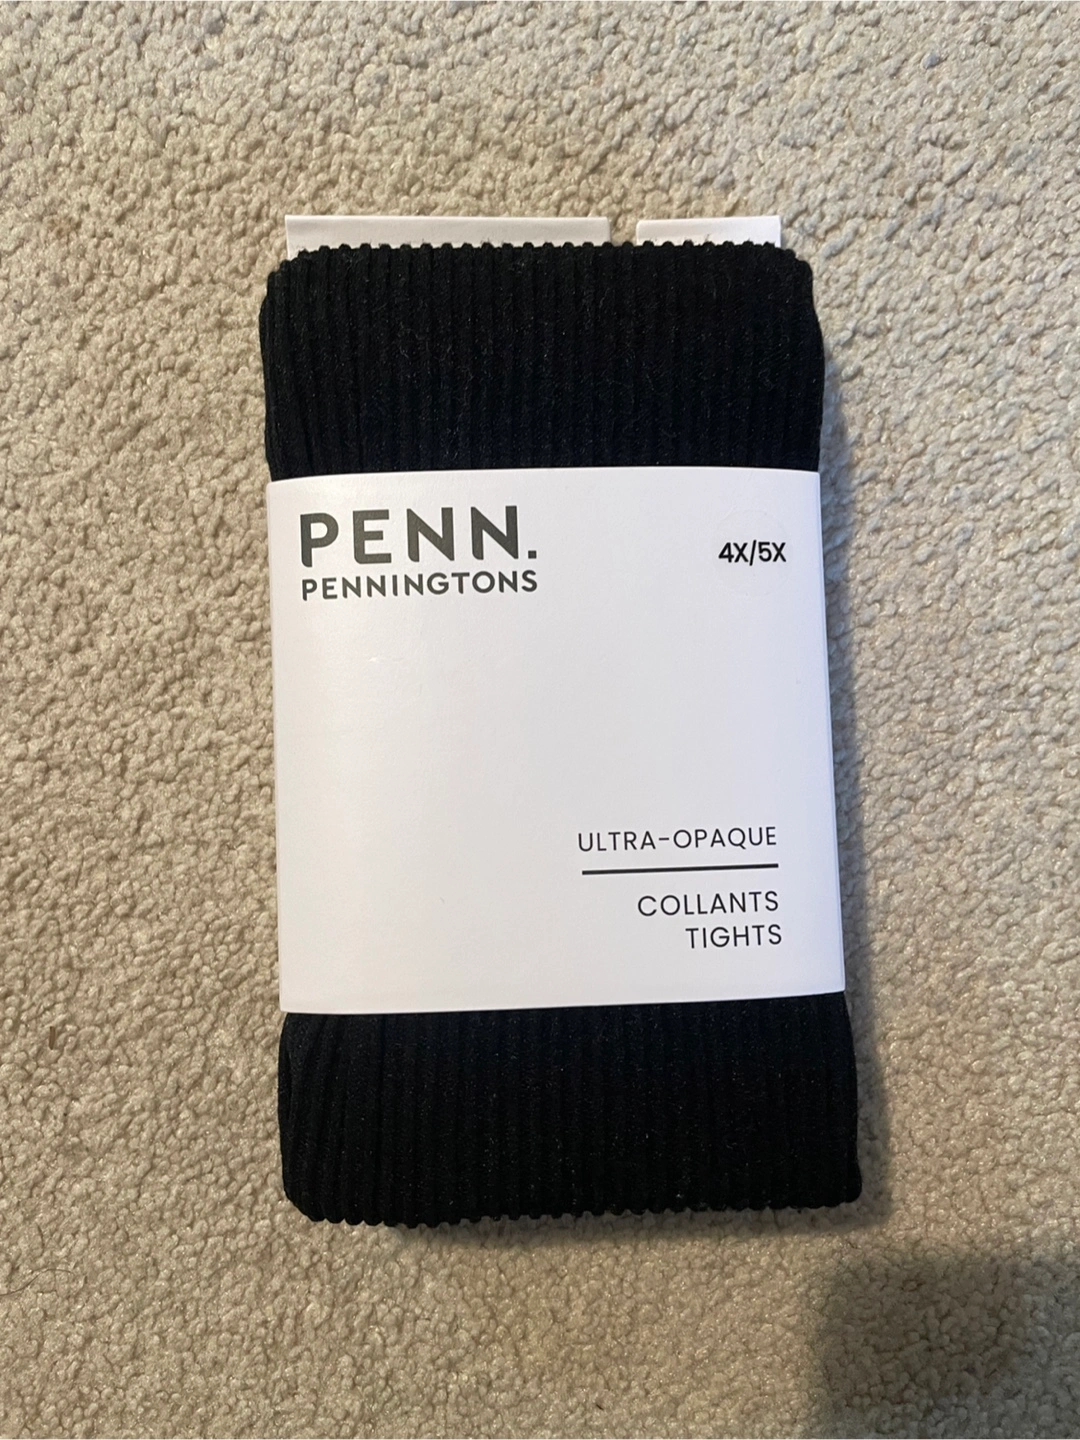 PENN.
PENNINGTONS
4X/5X
ULTRA-OPAQUE
COLLANTS
TIGHTS